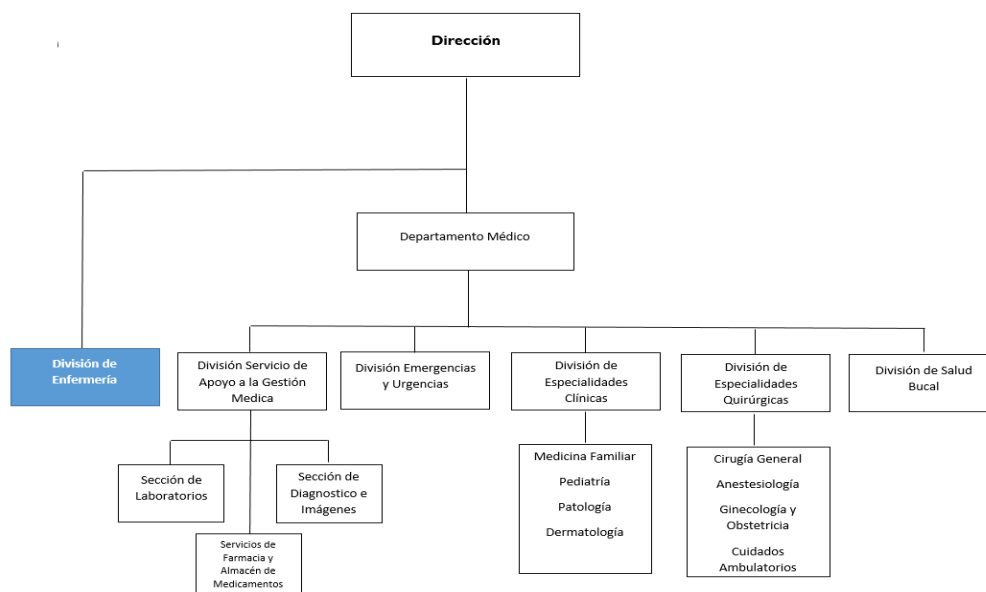 Dirección
Departamento Médico
División de
Enfermería
División Servicio de
Apoyo a la Gestión
Medica
División Emergencias
y Urgencias
División de
Especialidades
Clínicas
División de
Especialidades
Quirúrgicas
División de Salud
Bucal
Sección de
Laboratorios
Sección de
Diagnostico e
Imágenes
Servicios de
Farmacia y
Almacén de
Medicamentos
Medicina Familiar
Pediatría
Patología
Dermatología
Cirugía General
Anestesiología
Ginecología y
Obstetricia
Cuidados
Ambulatorios